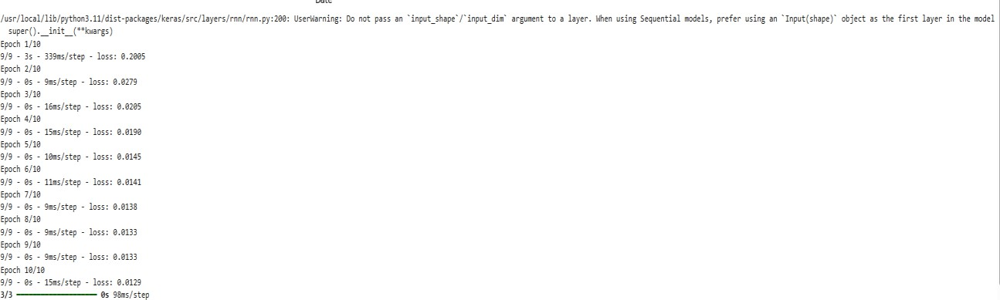 Date
/usr/local/lib/python3.11/dist-packages/keras/src/layers/rnn/rnn.py:200: UserWarning: Do not pass an `input_shape`/`input_dim` argument to a layer. When using Sequential models, prefer using an `Input(shape)` object as the first layer in the model
super().__init__(**kwargs)
Epoch 1/10
9/9 - 3s - 339ms/step - loss: 0.2005
Epoch 2/10
9/9 - 0s - 9ms/step - loss: 0.0279
Epoch 3/10
9/9 - 0s - 16ms/step - loss: 0.0205
Epoch 4/10
9/9 - 0s - 15ms/step - loss: 0.0190
Epoch 5/10
9/9 - 0s - 10ms/step - loss: 0.0145
Epoch 6/10
9/9 - 0s - 11ms/step - loss: 0.0141
Epoch 7/10
9/9 - 0s - 9ms/step - loss: 0.0138
Epoch 8/10
9/9 - 0s - 9ms/step - loss: 0.0133
Epoch 9/10
9/9 - 0s - 9ms/step - loss: 0.0133
Epoch 10/10
9/9 - 0s - 15ms/step - loss: 0.0129
3/3 ━━━━━━━━━━━━━━━━━━━━ 0s 98ms/step